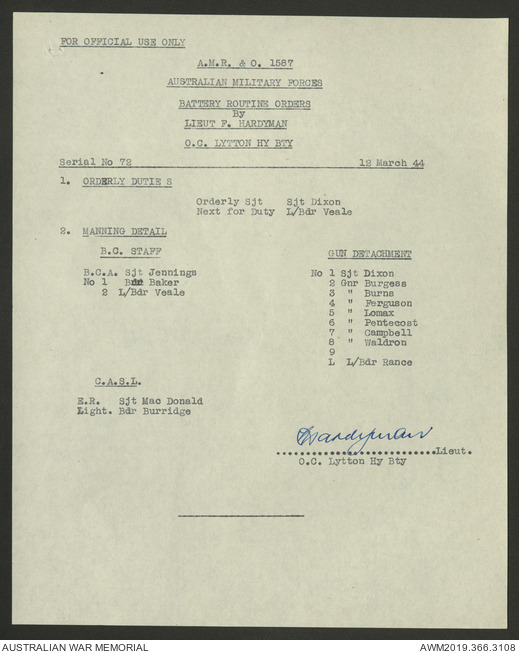 FOR OFFICIAL USE ONLY
A.M.R. & O. 1587
AUSTRALIAN MILITARY FORCES
BATTERY ROUTINE ORDERS
By
LIEUT F. HARDYMAN
O.C. LYTTON HY BTY
Serial No 72 12 March 44
1. ORDERLY DUTIE S
Orderly Sjt Sjt Dixon
Next for Duty L/Bdr Veale
2. MANNING DETAIL
B.C. STAFF
B.C.A. Sjt Jennings
No 1 Bdr Baker
2 L/Bdr Veale
GUN DETACHMENT
No 1 Sjt Dixon
2 Gnr Burgess
3 " Burns
4 " Ferguson
5 " Lomax
6 " Pentecost
7 " Campbell
8 " Waldron
9
L L/Bdr Rance
C.A.S.L.
E.R. Sjt Mac Donald
Light. Bdr Burridge
Hardyman
Lieut.
O.C. Lytton Hy Bty
AUSTRALIAN WAR MEMORIAL AWM2019.366.3108